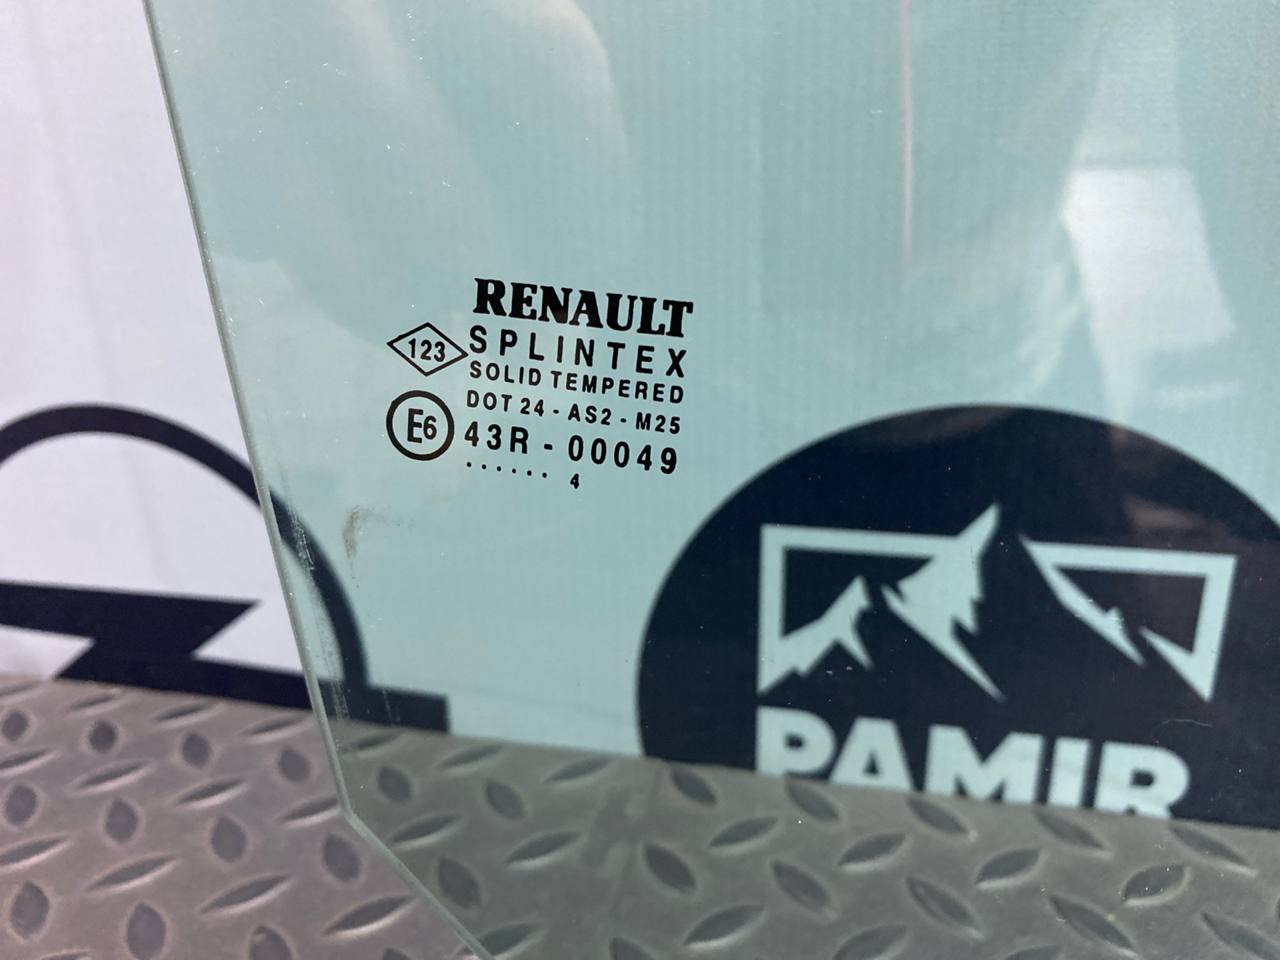 RENAULT
123
SPLINTEX
SOLID TEMPERED
DOT 24 - AS2 - M25
E6
43R - 00049
...... 4
PAMIR